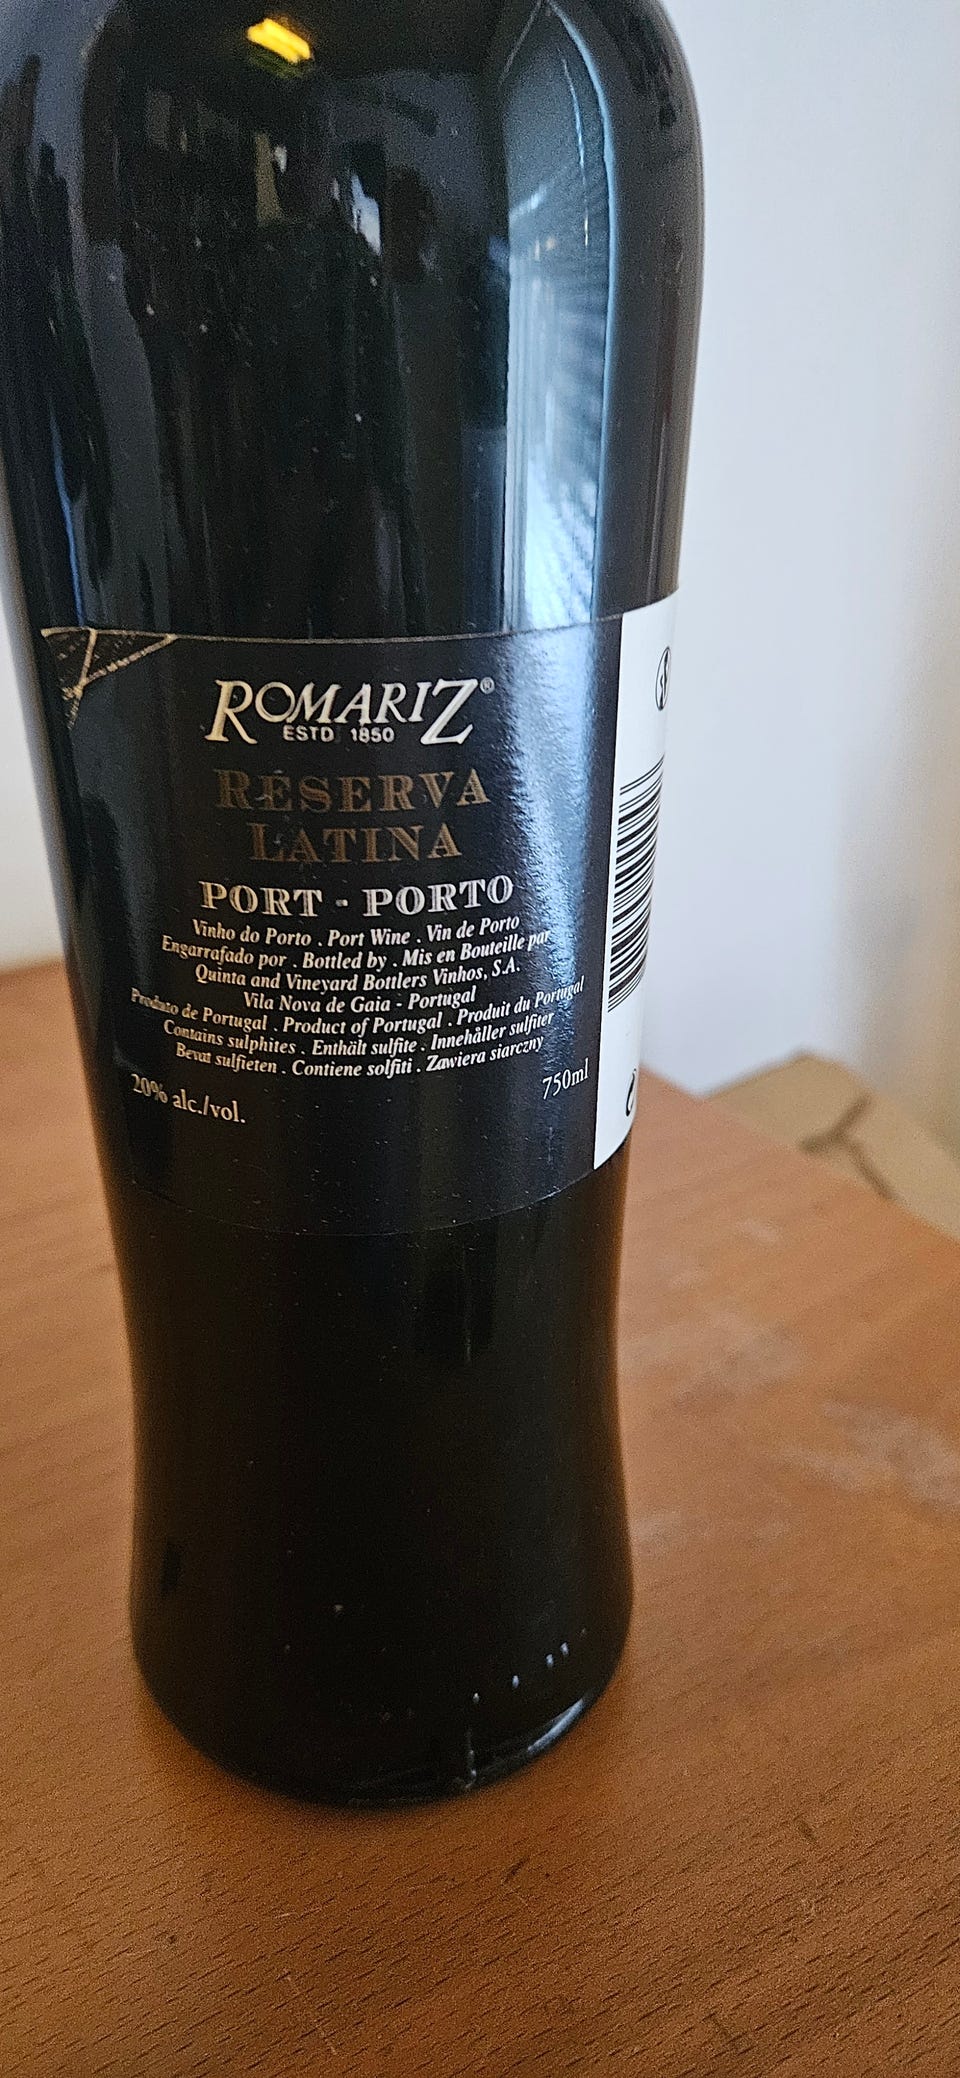 ROMARIZ®
ESTD 1850
RESERVA
LATINA
PORT - PORTO
Vinho do Porto . Port Wine . Vin de Porto
Engarrafado por . Bottled by . Mis en Bouteille par
Quinta and Vineyard Bottlers Vinhos, S.A.
Vila Nova de Gaia - Portugal
Produto de Portugal . Product of Portugal . Produit du Portugal
Contains sulphites . Enthält sulfite . Innehåller sulfiter
Bevat sulfieten . Contiene solfiti . Zawiera siarczny
20% alc./vol.
750ml